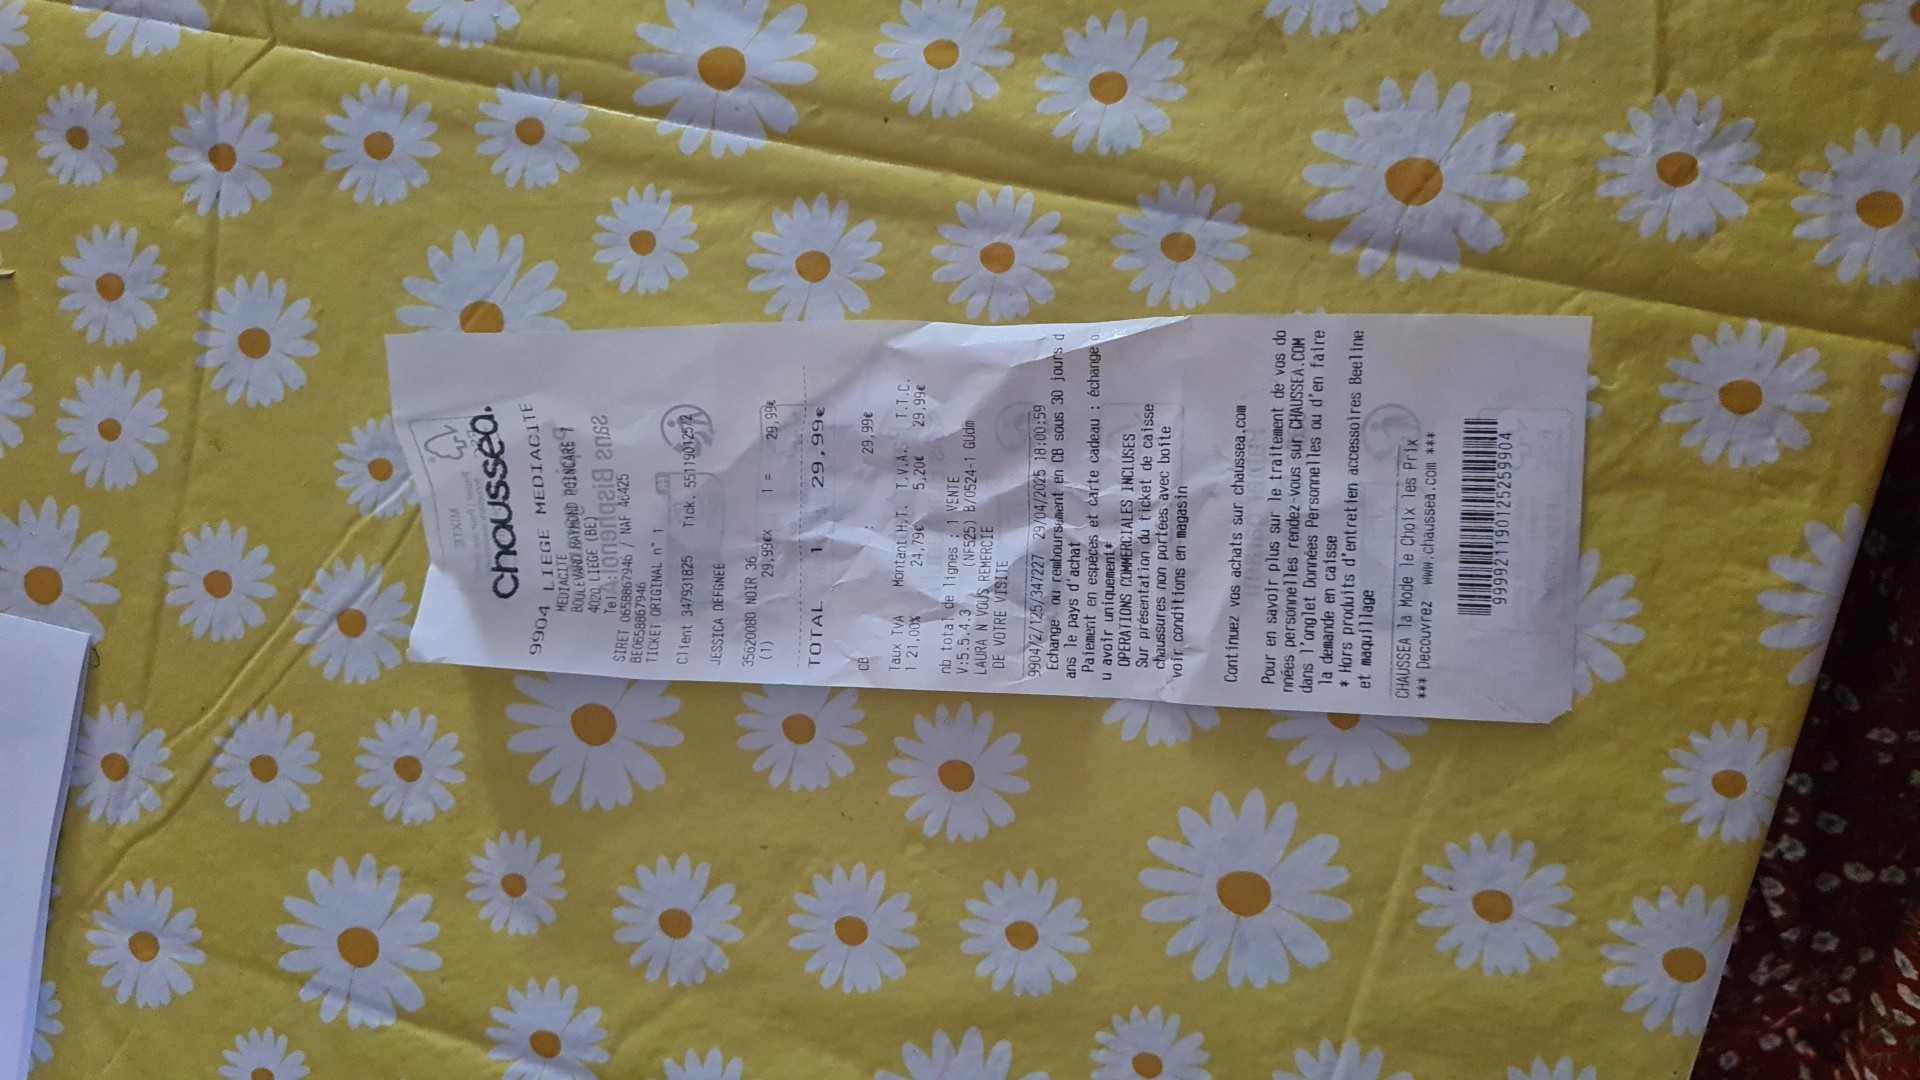 chaussea.
9904 LIEGE MEDIACITE
MEDIACITE
BOULEVARD RAYMOND POINCARE 7
4020 LIEGE (BE)
Tel.:
SIRET 0658867946 / NAF 46425
BE0658867946
TICKET ORIGINAL n° 1
Client 347931825 Tick. 55119012572
JESSICA DEFGNEE
35620080 NOIR 36
(1) 29,99€x 1 = 29,99€
TOTAL 1 29,99€
CB : 29,99€
Taux TVA Montant H.T. T.V.A. T.T.C.
1 21,00% 24,79€ 5,20€ 29,99€
nb total de lignes : 1 VENTE
V:5.5.4.3 (NF525) B/0524-1 GUdm
LAURA N VOUS REMERCIE
DE VOTRE VISITE
9904/2/125/347227 29/04/2025 18:00:59
Echange ou remboursement en CB sous 30 jours d
ans le pays d'achat
Paiement en espèces et carte cadeau : échange o
u avoir uniquement*
OPERATIONS COMMERCIALES INCLUSES
Sur présentation du ticket de caisse
chaussures non portées avec boite
voir conditions en magasin
Continuez vos achats sur chaussea.com
Pour en savoir plus sur le traitement de vos do
nnées personnelles rendez-vous sur CHAUSSEA.COM
dans l'onglet Données Personnelles ou d'en faire
la demande en caisse
* Hors produits d'entretien accessoires Beeline
et maquillage
CHAUSSEA la Mode le Choix les Prix
*** Decouvrez www.chaussea.com ***
999921190125259904